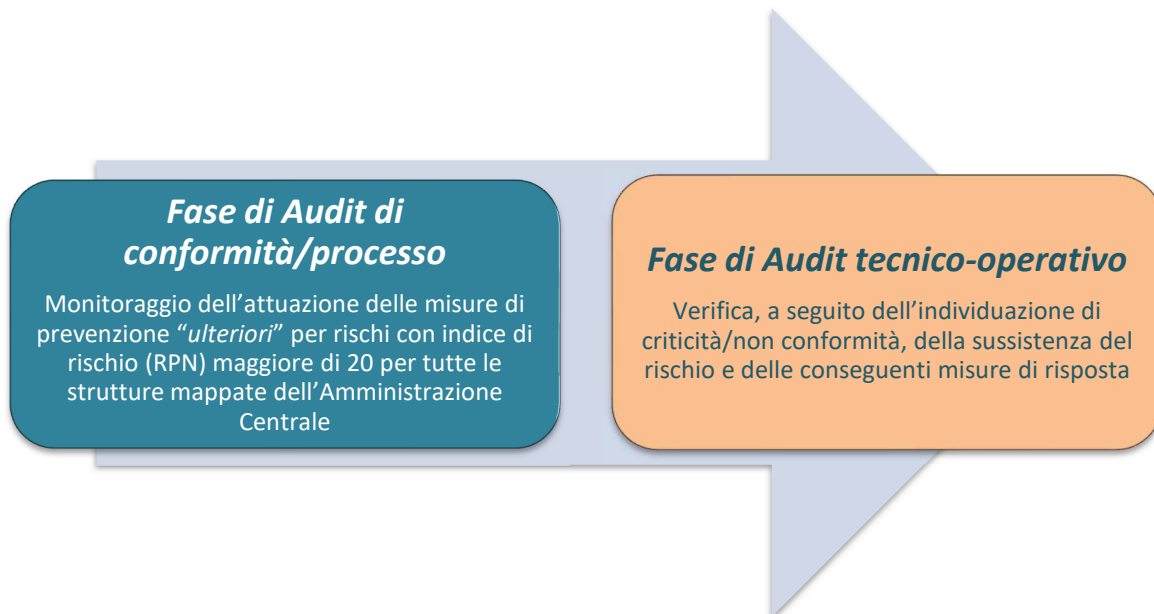 Fase di Audit di
conformità/processo
Monitoraggio dell’attuazione delle misure di
prevenzione “ulteriori” per rischi con indice di
rischio (RPN) maggiore di 20 per tutte le
strutture mappate dell’Amministrazione
Centrale
Fase di Audit tecnico-operativo
Verifica, a seguito dell’individuazione di
criticità/non conformità, della sussistenza del
rischio e delle conseguenti misure di risposta